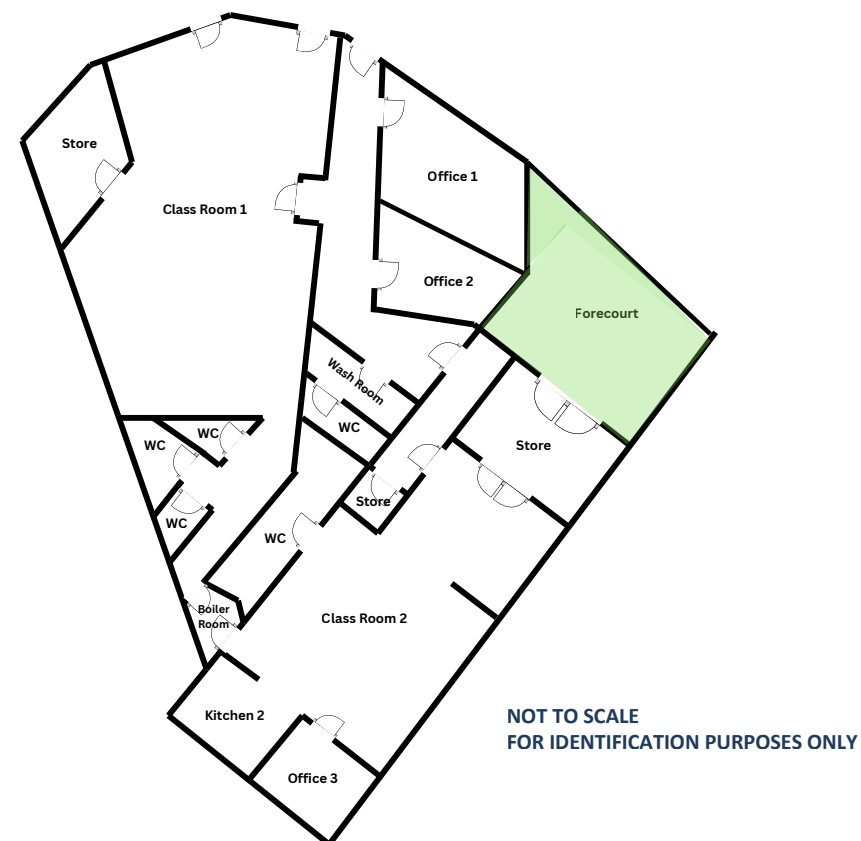 Store
Class Room 1
Office 1
Office 2
Forecourt
Wash Room
WC
WC
WC
Store
Store
WC
WC
Boiler
Room
Class Room 2
Kitchen 2
Office 3
NOT TO SCALE
FOR IDENTIFICATION PURPOSES ONLY